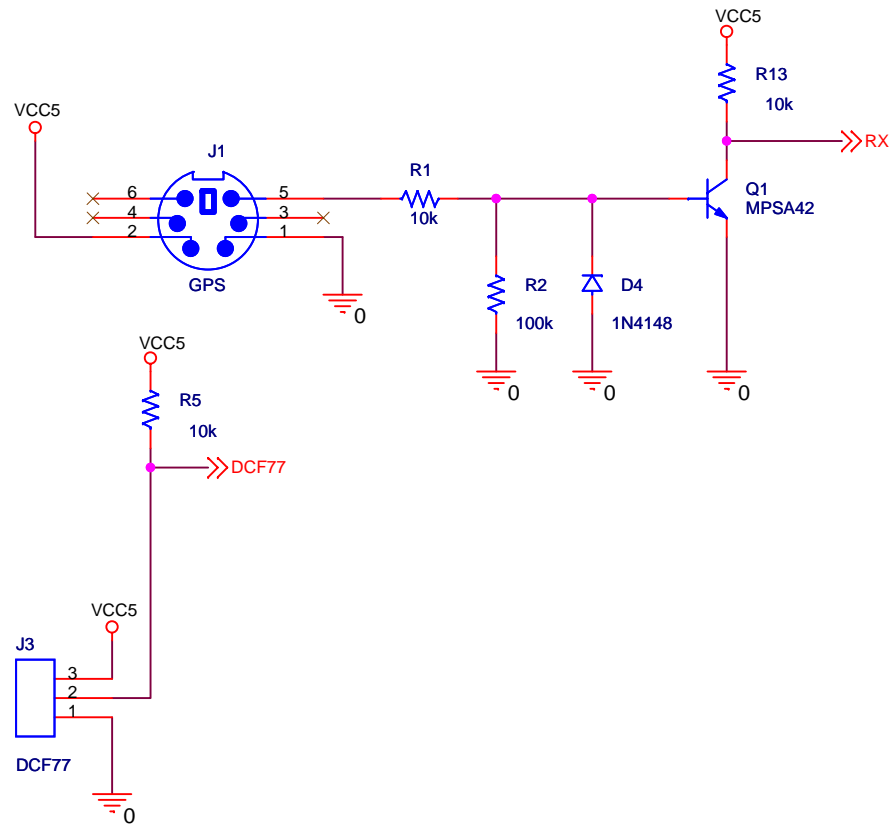 VCC5
R13
10k
RX
VCC5
J1
6
4
2
5
3
1
GPS
0
R1
10k
Q1
MPSA42
R2
100k
D4
1N4148
0
0
0
VCC5
R5
10k
DCF77
VCC5
J3
3
2
1
DCF77
0